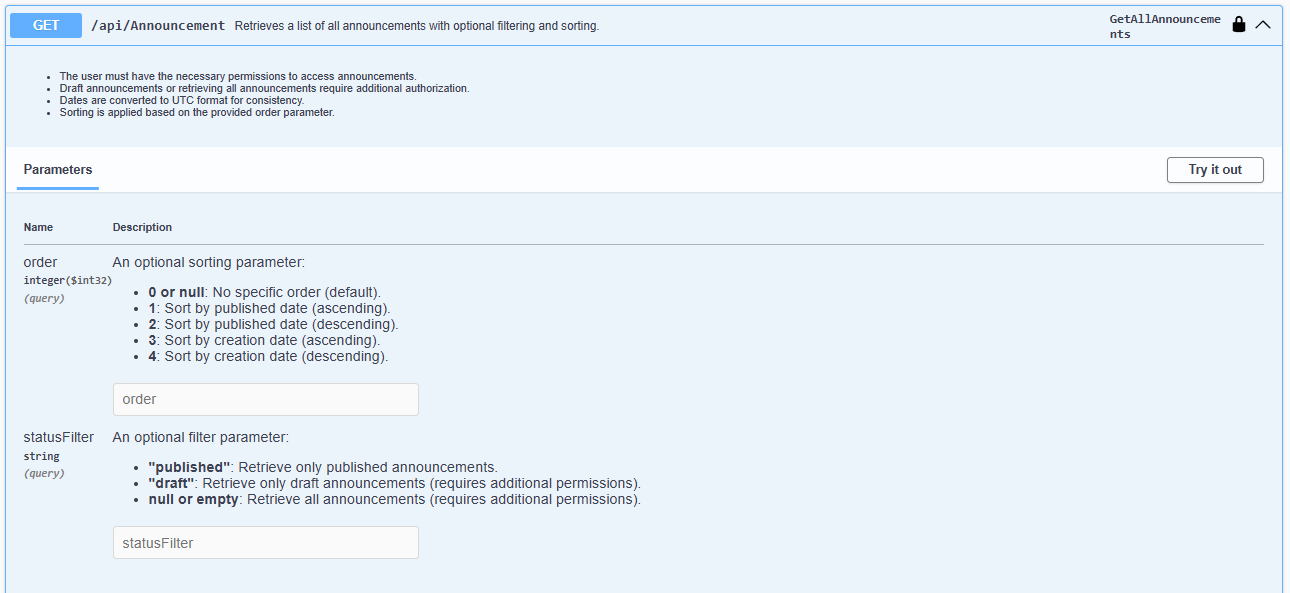 GET /api/Announcement Retrieves a list of all announcements with optional filtering and sorting. GetAllAnnounceme
nts
The user must have the necessary permissions to access announcements.
Draft announcements or retrieving all announcements require additional authorization.
Dates are converted to UTC format for consistency.
Sorting is applied based on the provided order parameter.
Parameters Try it out
Name Description
order An optional sorting parameter:
integer($int32)
(query)
0 or null: No specific order (default).
1: Sort by published date (ascending).
2: Sort by published date (descending).
3: Sort by creation date (ascending).
4: Sort by creation date (descending).
order
statusFilter An optional filter parameter:
string
(query)
"published": Retrieve only published announcements.
"draft": Retrieve only draft announcements (requires additional permissions).
null or empty: Retrieve all announcements (requires additional permissions).
statusFilter